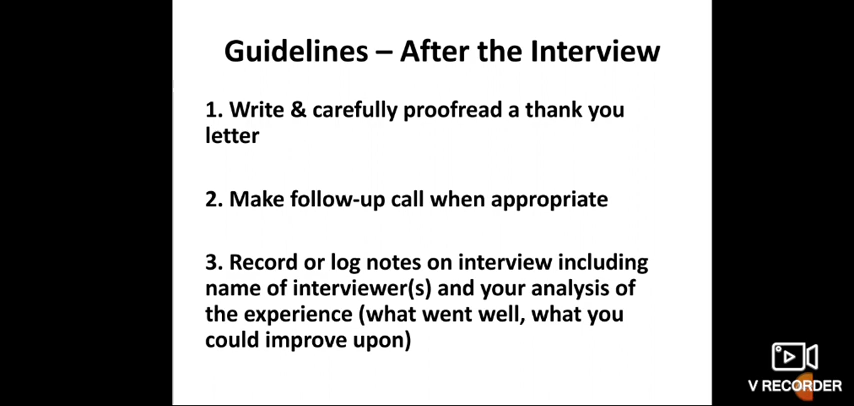 Guidelines – After the Interview
1. Write & carefully proofread a thank you
letter
2. Make follow-up call when appropriate
3. Record or log notes on interview including
name of interviewer(s) and your analysis of
the experience (what went well, what you
could improve upon)
V RECORDER